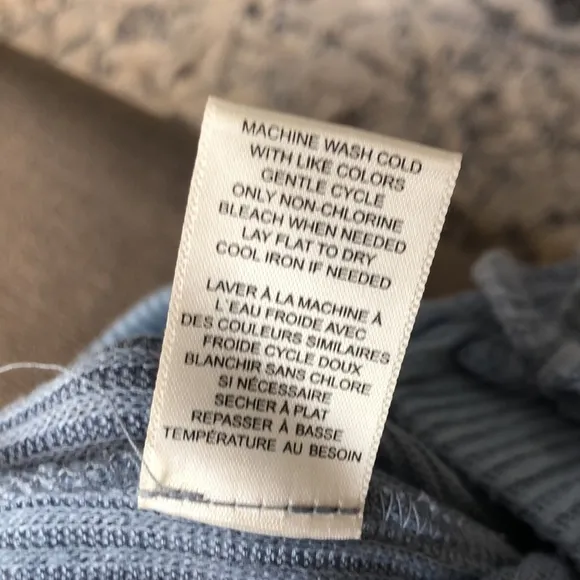 MACHINE WASH COLD
WITH LIKE COLORS
GENTLE CYCLE
ONLY NON-CHLORINE
BLEACH WHEN NEEDED
LAY FLAT TO DRY
COOL IRON IF NEEDED
LAVER À LA MACHINE À
L'EAU FROIDE AVEC
DES COULEURS SIMILAIRES
FROIDE CYCLE DOUX
BLANCHIR SANS CHLORE
SI NÉCESSAIRE
SECHER À PLAT
REPASSER À BASSE
TEMPÉRATURE AU BESOIN